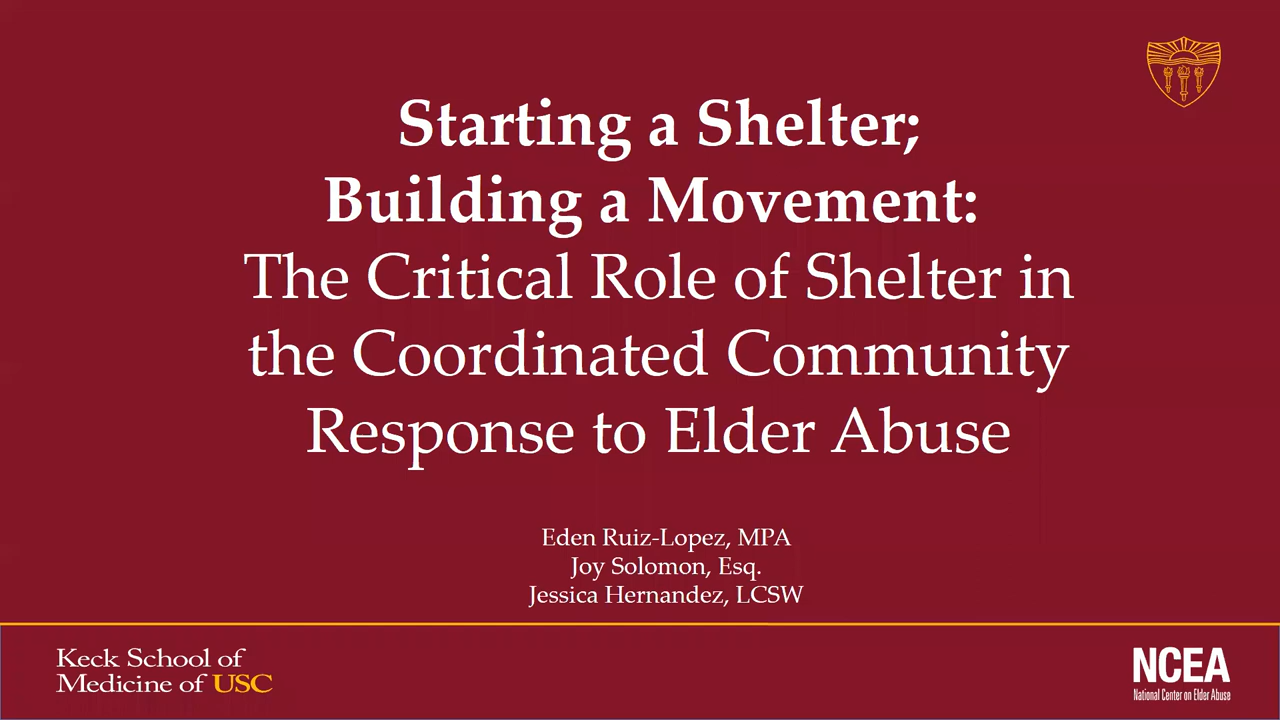 Starting a Shelter;
Building a Movement:
The Critical Role of Shelter in
the Coordinated Community
Response to Elder Abuse
Eden Ruiz-Lopez, MPA
Joy Solomon, Esq.
Jessica Hernandez, LCSW
Keck School of
Medicine of USC
NCEA
National Center on Elder Abuse